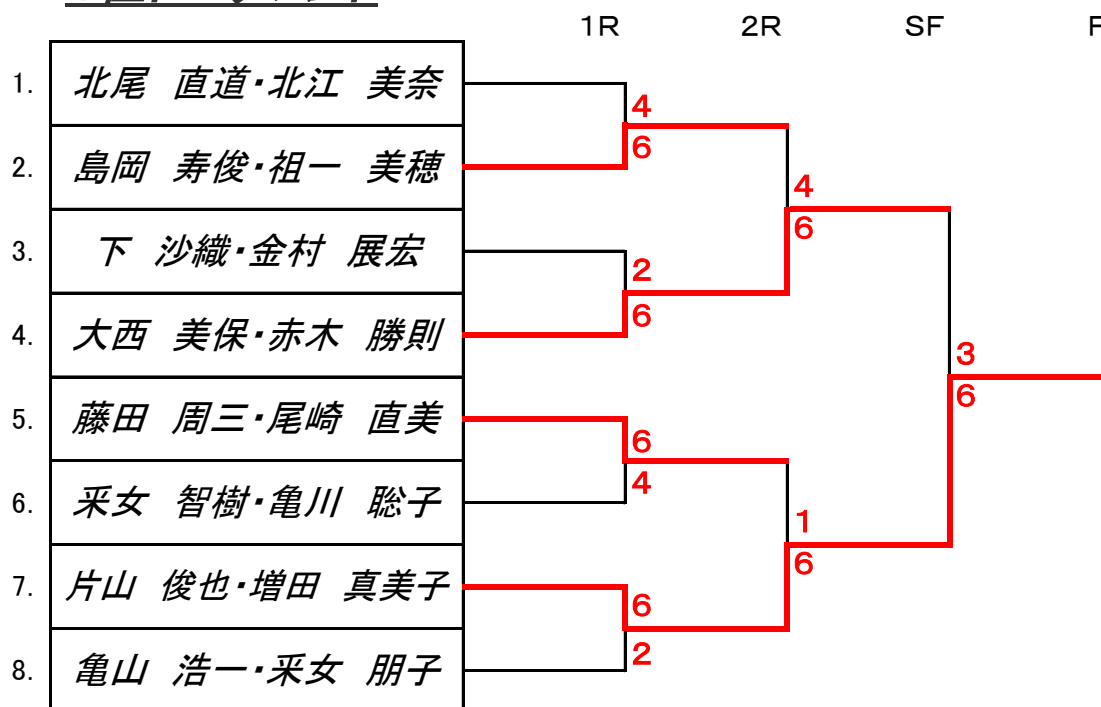 1R 2R SF F
1. 北尾 直道・北江 美奈
4
6
2. 島岡 寿俊・祖一 美穂
4
6
3. 下 沙織・金村 展宏
2
6
4. 大西 美保・赤木 勝則
3
6
5. 藤田 周三・尾崎 直美
6
4
6. 采女 智樹・亀川 聡子
1
6
7. 片山 俊也・増田 真美子
6
2
8. 亀山 浩一・采女 朋子